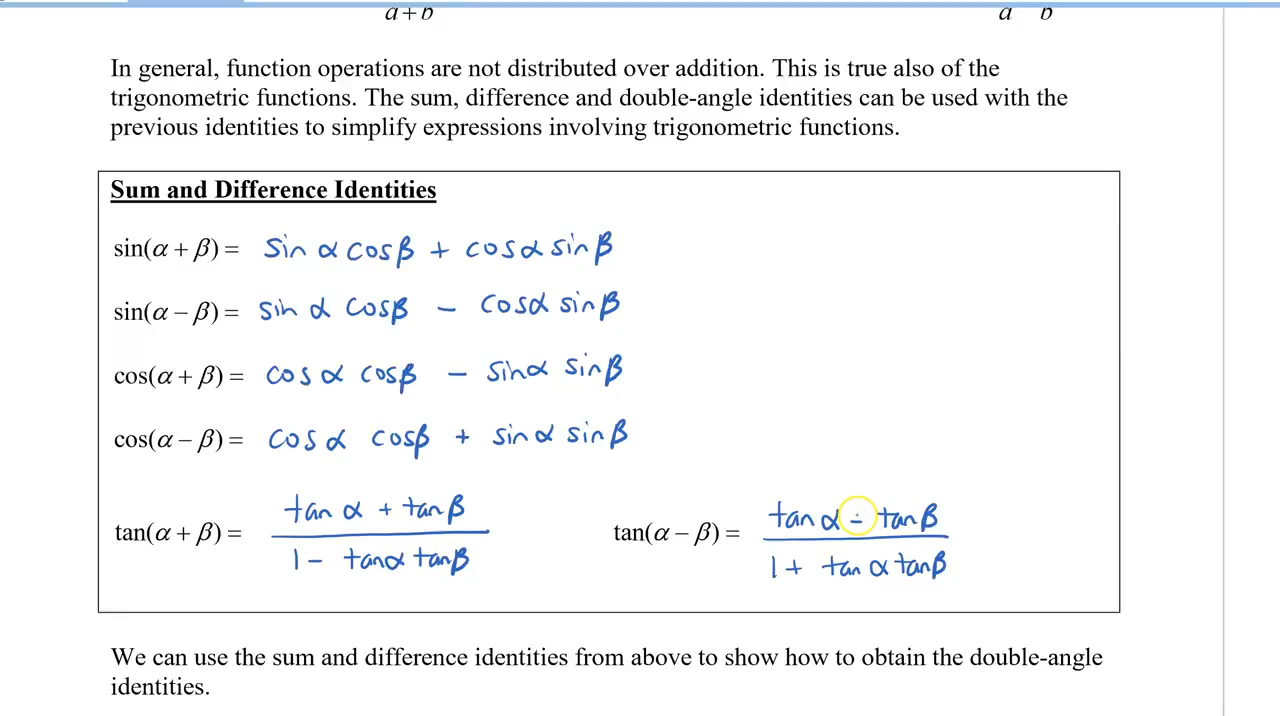 a + b a b
In general, function operations are not distributed over addition. This is true also of the
trigonometric functions. The sum, difference and double-angle identities can be used with the
previous identities to simplify expressions involving trigonometric functions.
Sum and Difference Identities
sin(α + β) = sin α cos β + cos α sin β
sin(α − β) = sin α cos β − cos α sin β
cos(α + β) = cos α cos β − sin α sin β
cos(α − β) = cos α cos β + sin α sin β
tan α + tan β
tan(α + β) =
1 − tan α tan β
tan α − tan β
tan(α − β) =
1 + tan α tan β
We can use the sum and difference identities from above to show how to obtain the double-angle
identities.